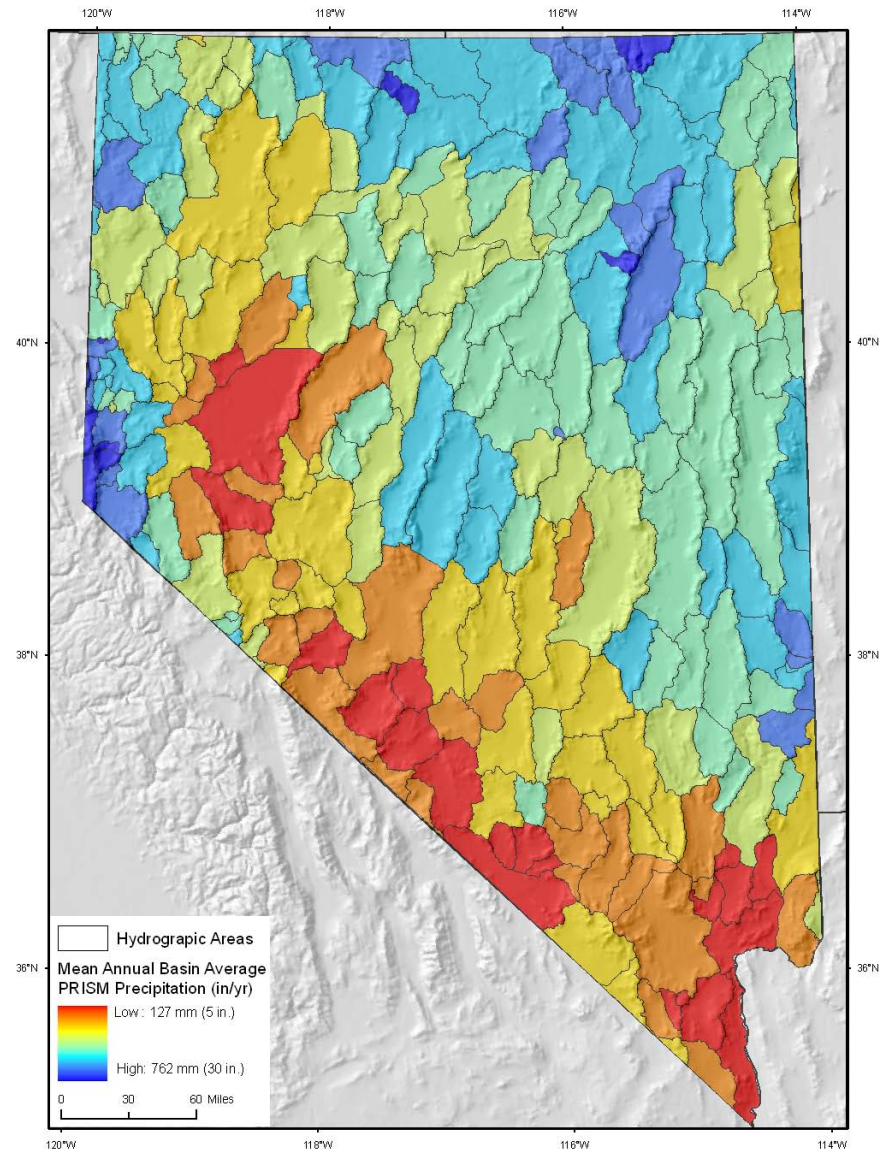 120°W 118°W 116°W 114°W
40°N 40°N
38°N 38°N
36°N 36°N
Hydrograpic Areas
Mean Annual Basin Average
PRISM Precipitation (in/yr)
Low : 127 mm (5 in.)
High: 762 mm (30 in.)
0 30 60 Miles
120°W 118°W 116°W 114°W